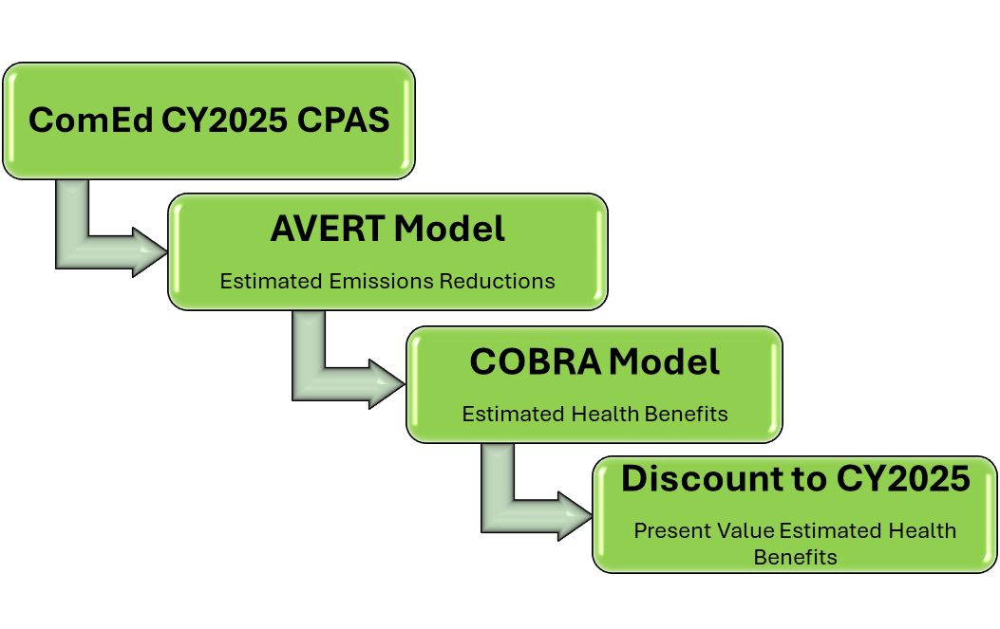 ComEd CY2025 CPAS
AVERT Model
Estimated Emissions Reductions
COBRA Model
Estimated Health Benefits
Discount to CY2025
Present Value Estimated Health
Benefits